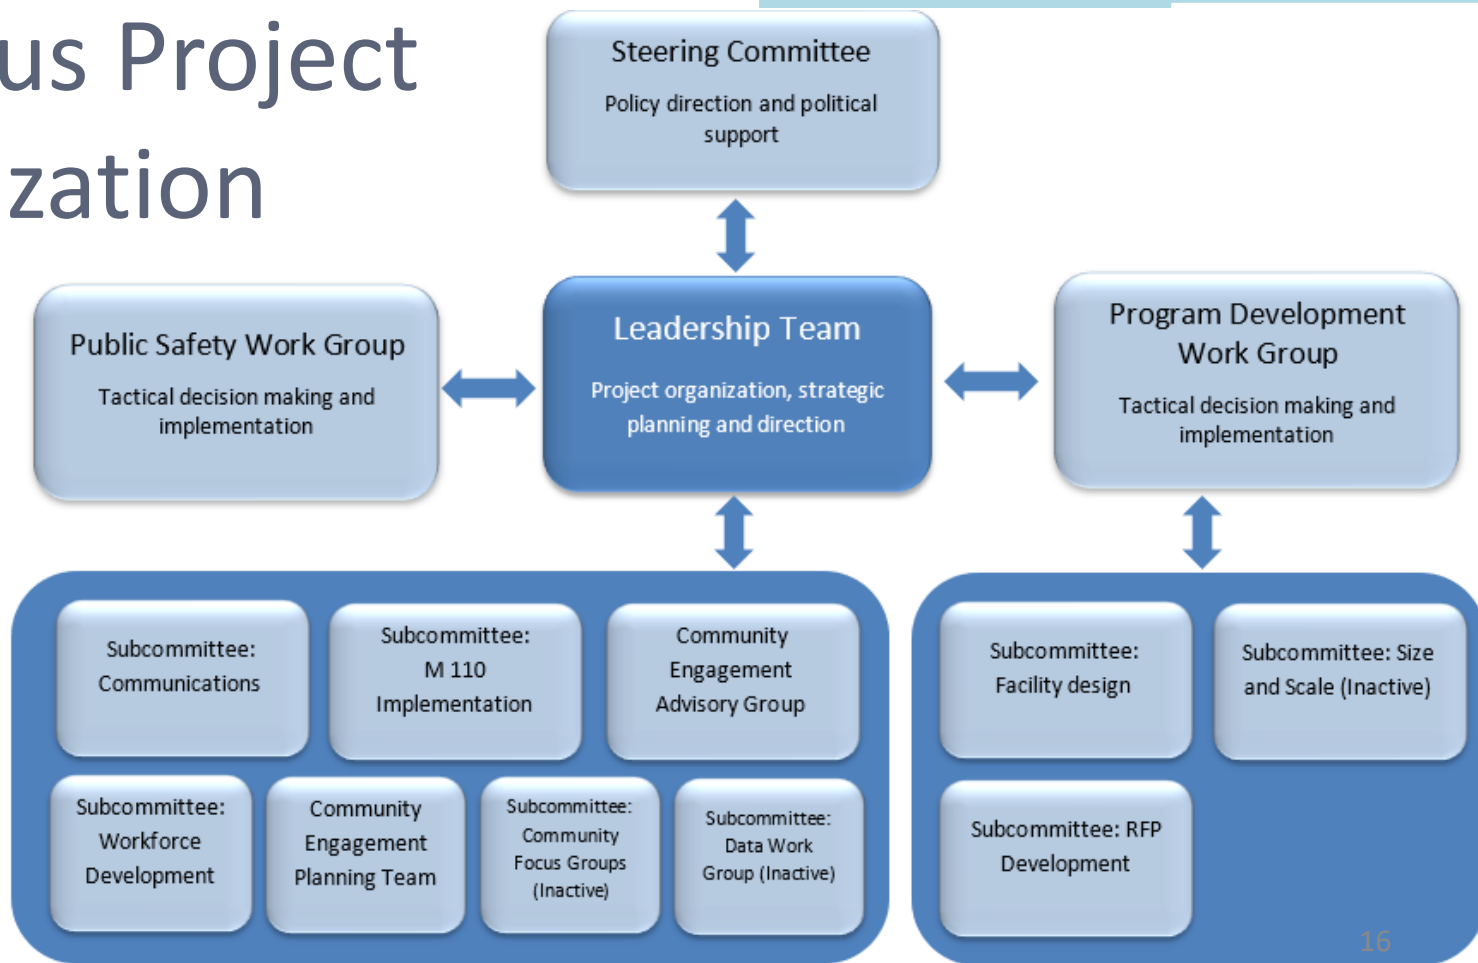 us Project
zation
Steering Committee
Policy direction and political
support
Public Safety Work Group
Tactical decision making and
implementation
Leadership Team
Project organization, strategic
planning and direction
Program Development
Work Group
Tactical decision making and
implementation
Subcommittee:
Communications
Subcommittee:
M 110
Implementation
Community
Engagement
Advisory Group
Subcommittee:
Workforce
Development
Community
Engagement
Planning Team
Subcommittee:
Community
Focus Groups
(Inactive)
Subcommittee:
Data Work
Group (Inactive)
Subcommittee:
Facility design
Subcommittee: Size
and Scale (Inactive)
Subcommittee: RFP
Development
16